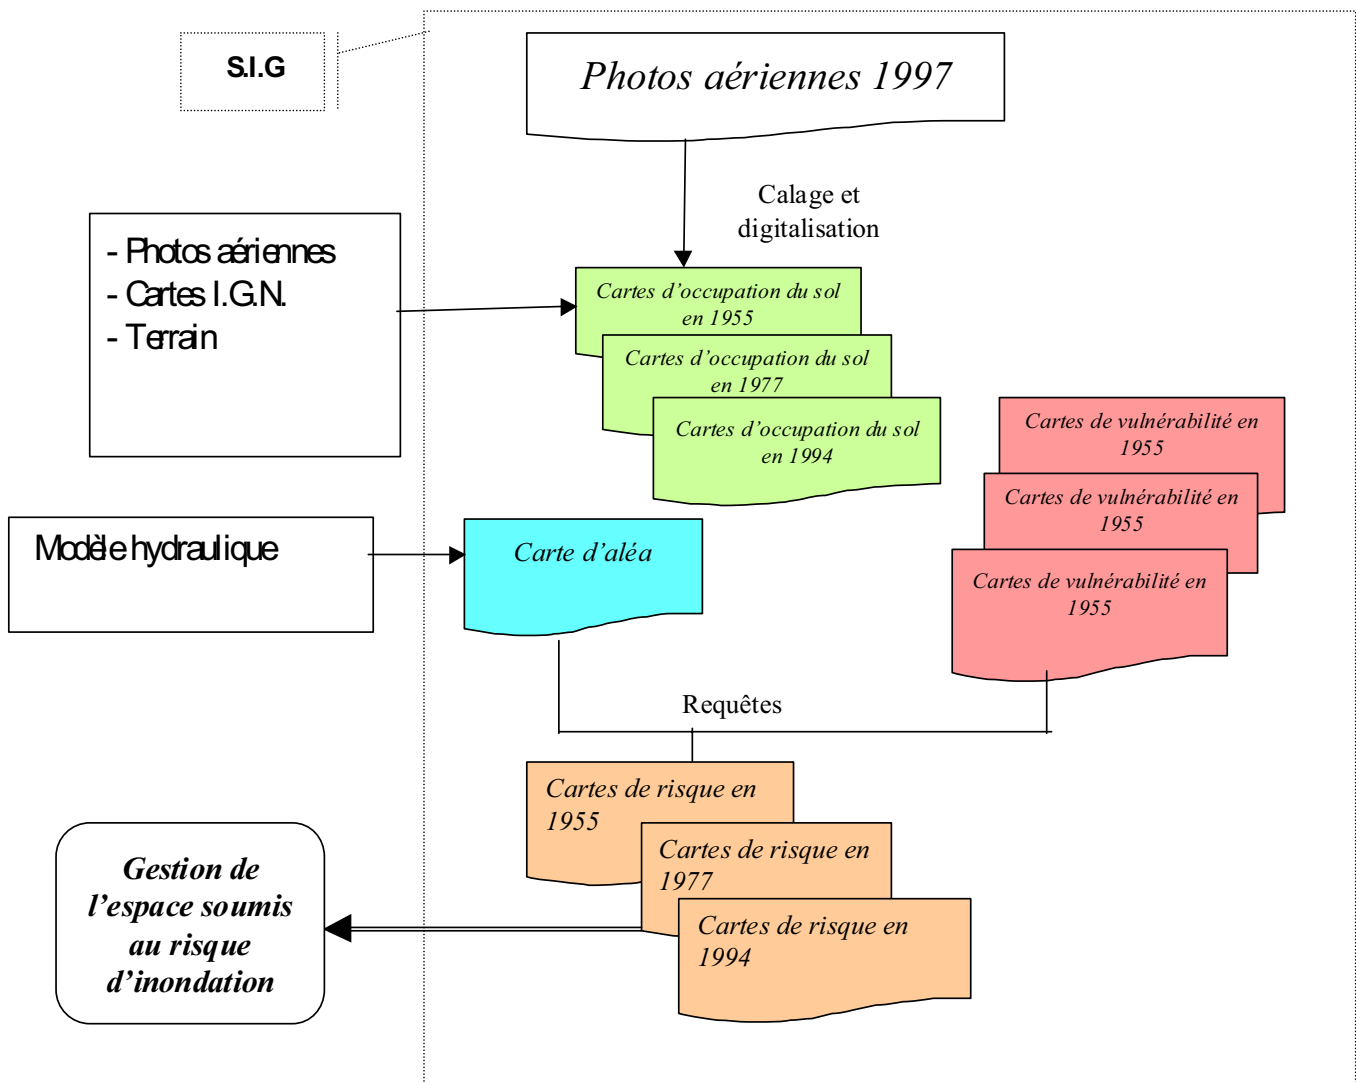 S.I.G
Photos aériennes 1997
Calage et
digitalisation
- Photos aériennes
- Cartes I.G.N.
- Terrain
Cartes d’occupation du sol
en 1955
Cartes d’occupation du sol
en 1977
Cartes d’occupation du sol
en 1994
Cartes de vulnérabilité en
1955
Cartes de vulnérabilité en
1955
Cartes de vulnérabilité en
1955
Modèle hydraulique
Carte d’aléa
Requêtes
Cartes de risque en
1955
Cartes de risque en
1977
Cartes de risque en
1994
Gestion de
l’espace soumis
au risque
d’inondation